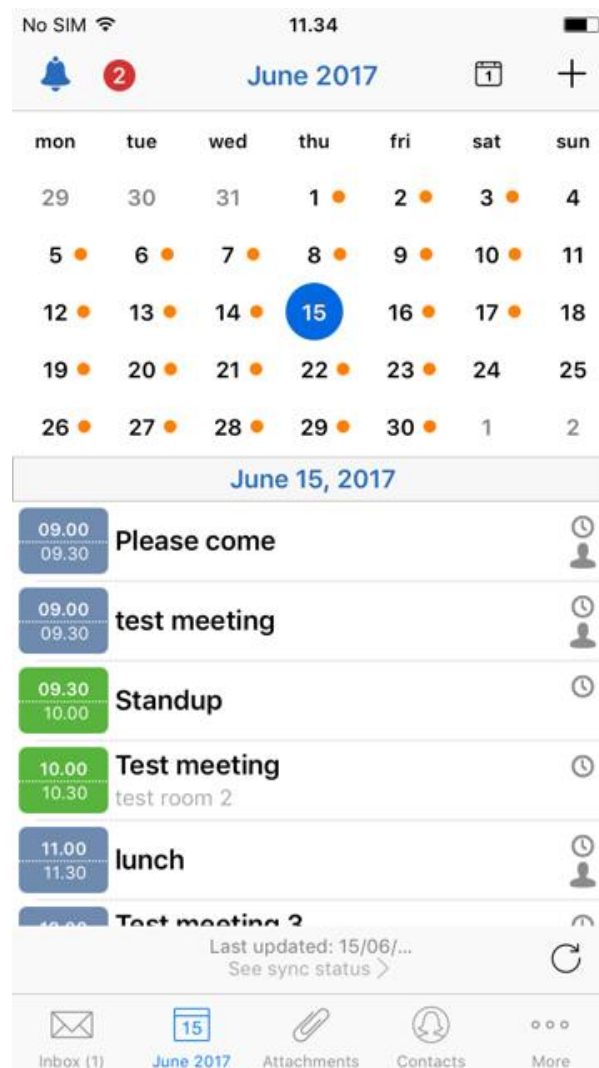 No SIM 11.34
2 June 2017 1
mon tue wed thu fri sat sun
29 30 31 1 2 3 4
5 6 7 8 9 10 11
12 13 14 15 16 17 18
19 20 21 22 23 24 25
26 27 28 29 30 1 2
June 15, 2017
09.00
09.30
Please come
09.00
09.30
test meeting
09.30
10.00
Standup
10.00
10.30
Test meeting
test room 2
11.00
11.30
lunch
Test meeting 3
Last updated: 15/06/...
See sync status >
15
Inbox (1) June 2017 Attachments Contacts More